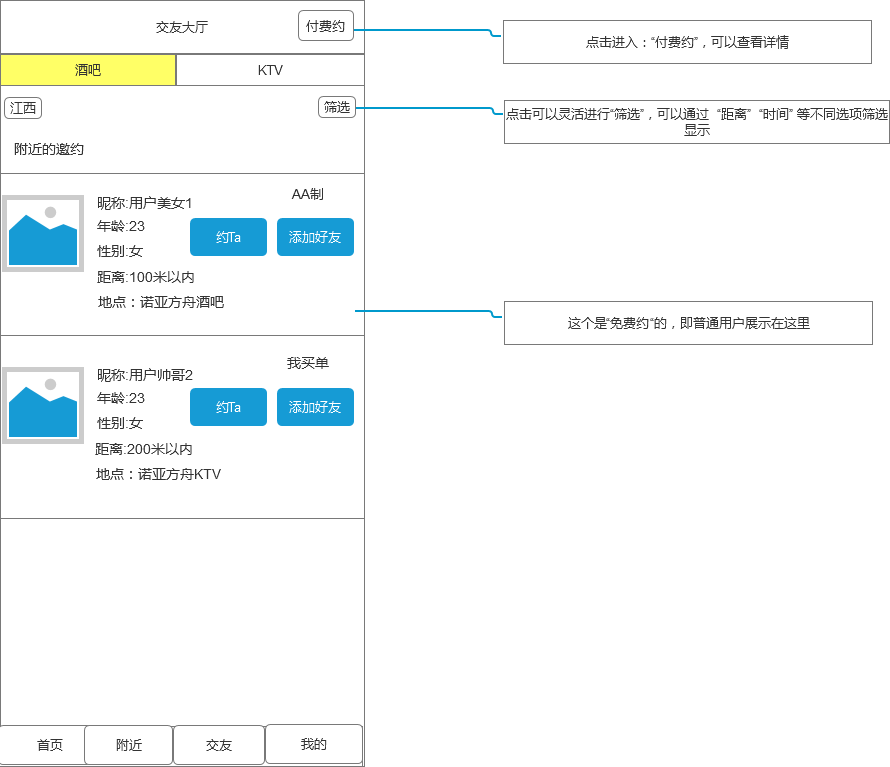 交友大厅
付费约
点击进入：“付费约”，可以查看详情
酒吧
KTV
江西
筛选
点击可以灵活进行“筛选”，可以通过 “距离” “时间” 等不同选项筛选
显示
附近的邀约
AA制
昵称:用户美女1
年龄:23
约Ta
添加好友
性别:女
距离:100米以内
地点：诺亚方舟酒吧
这个是“免费约“的，即普通用户展示在这里
我买单
昵称:用户帅哥2
年龄:23
约Ta
添加好友
性别:女
距离:200米以内
地点：诺亚方舟KTV
首页
附近
交友
我的